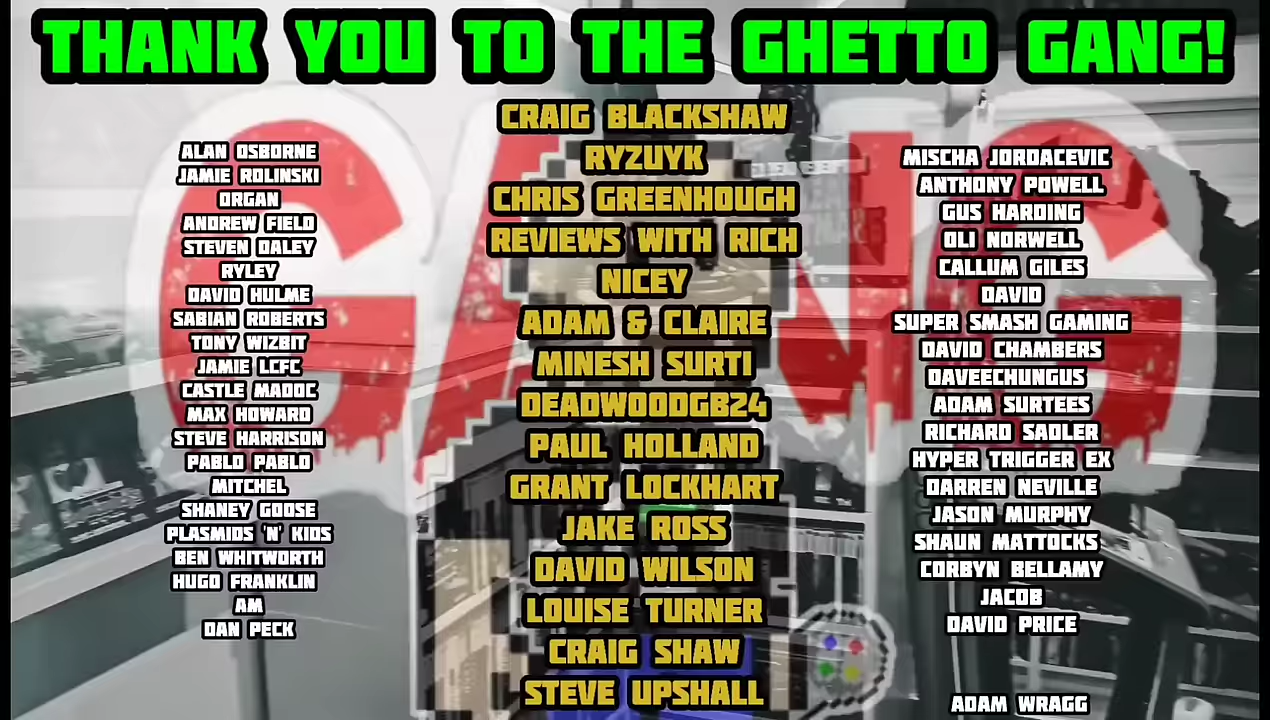 THANK YOU TO THE GHETTO GANG!
ALAN OSBORNE
JAMIE ROLINSKI
ORGAN
ANDREW FIELD
STEVEN DALEY
RYLEY
DAVID HULME
SABIAN ROBERTS
TONY WIZBIT
JAMIE LCFC
CASTLE MADOC
MAX HOWARD
STEVE HARRISON
PABLO PABLO
MITCHEL
SHANEY GOOSE
PLASMIDS 'N' KIDS
BEN WHITWORTH
HUGO FRANKLIN
AM
DAN PECK
CRAIG BLACKSHAW
RYZUYK
CHRIS GREENHOUGH
REVIEWS WITH RICH
NICEY
ADAM & CLAIRE
MINESH SURTI
DEADWOODGB24
PAUL HOLLAND
GRANT LOCKHART
JAKE ROSS
DAVID WILSON
LOUISE TURNER
CRAIG SHAW
STEVE UPSHALL
MISCHA JORDACEVIC
ANTHONY POWELL
GUS HARDING
OLI NORWELL
CALLUM GILES
DAVID
SUPER SMASH GAMING
DAVID CHAMBERS
DAVEECHUNGUS
ADAM SURTEES
RICHARD SADLER
HYPER TRIGGER EX
DARREN NEVILLE
JASON MURPHY
SHAUN MATTOCKS
CORBYN BELLAMY
JACOB
DAVID PRICE
ADAM WRAGG
GANG